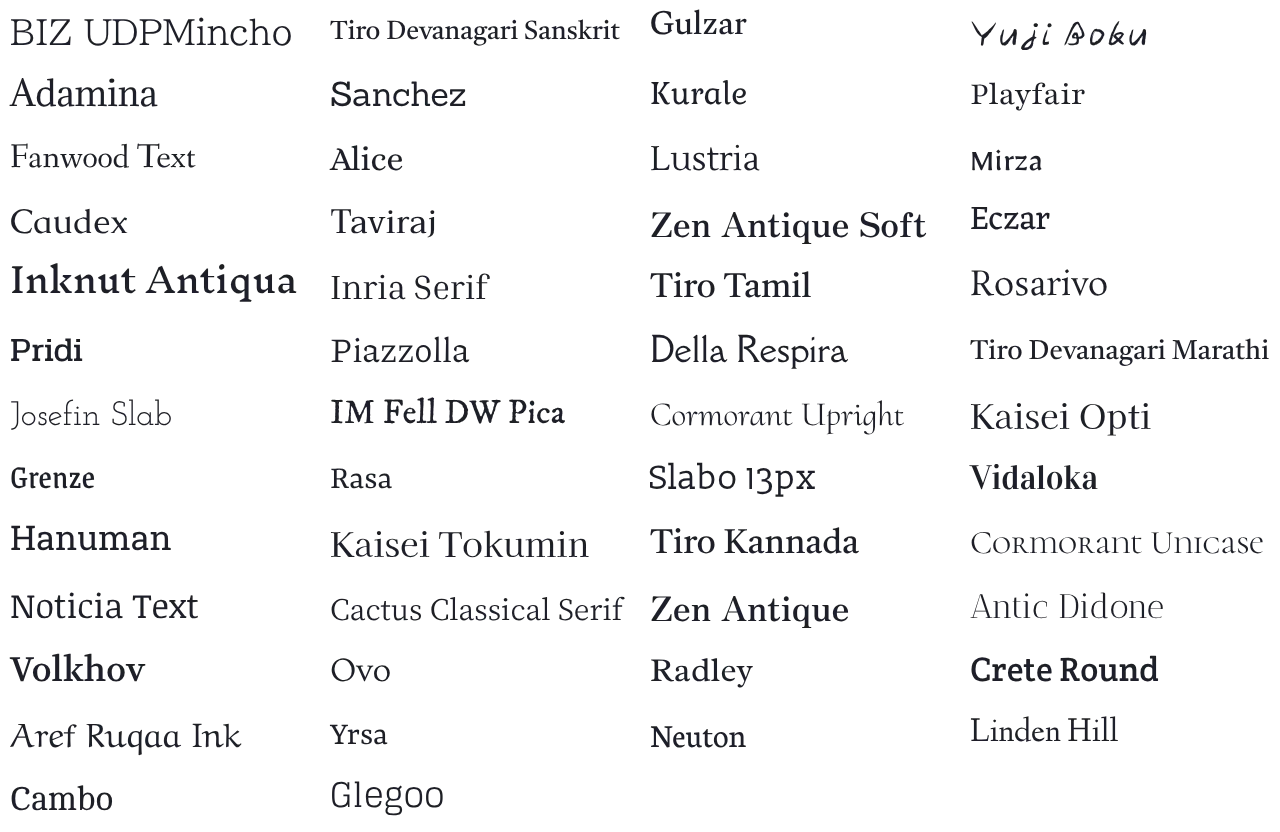 BIZ UDPMincho Tiro Devanagari Sanskrit Gulzar Yuji Boku
Adamina Sanchez Kurale Playfair
Fanwood Text Alice Lustria Mirza
Caudex Taviraj Zen Antique Soft Eczar
Inknut Antiqua Inria Serif Tiro Tamil Rosarivo
Pridi Piazzolla Della Respira Tiro Devanagari Marathi
Josefin Slab IM Fell DW Pica Cormorant Upright Kaisei Opti
Grenze Rasa Slabo 13px Vidaloka
Hanuman Kaisei Tokumin Tiro Kannada Cormorant Unicase
Noticia Text Cactus Classical Serif Zen Antique Antic Didone
Volkhov Ovo Radley Crete Round
Aref Ruqaa Ink Yrsa Neuton Linden Hill
Cambo Glegoo